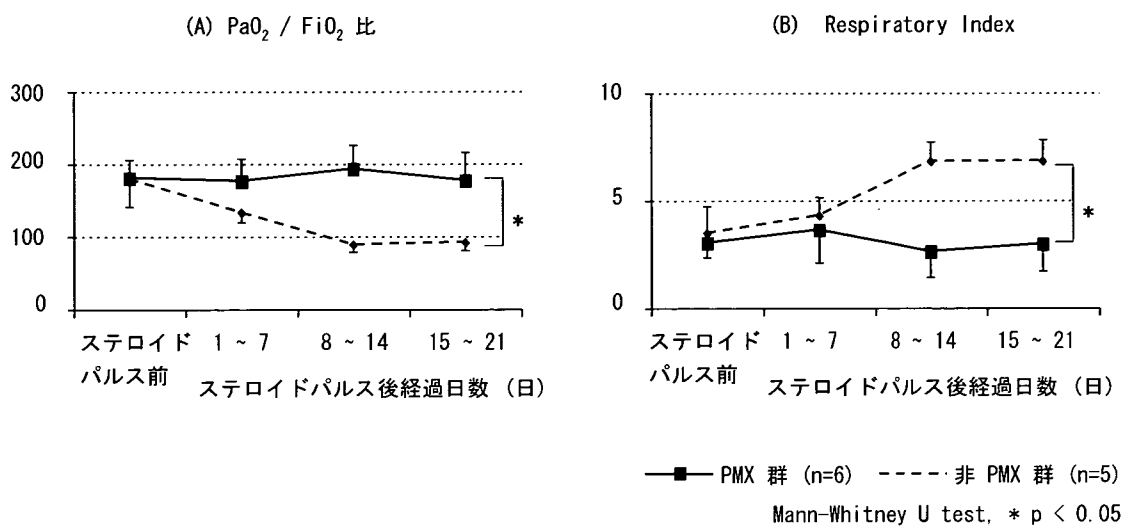 (A) PaO₂ / FiO₂ 比
300
200
100
0
*
ステロイド
パルス前
1 ~ 7
8 ~ 14
15 ~ 21
ステロイドパルス後経過日数 (日)
(B) Respiratory Index
10
5
0
*
ステロイド
パルス前
1 ~ 7
8 ~ 14
15 ~ 21
ステロイドパルス後経過日数 (日)
PMX 群 (n=6)
非 PMX 群 (n=5)
Mann-Whitney U test, * p < 0.05